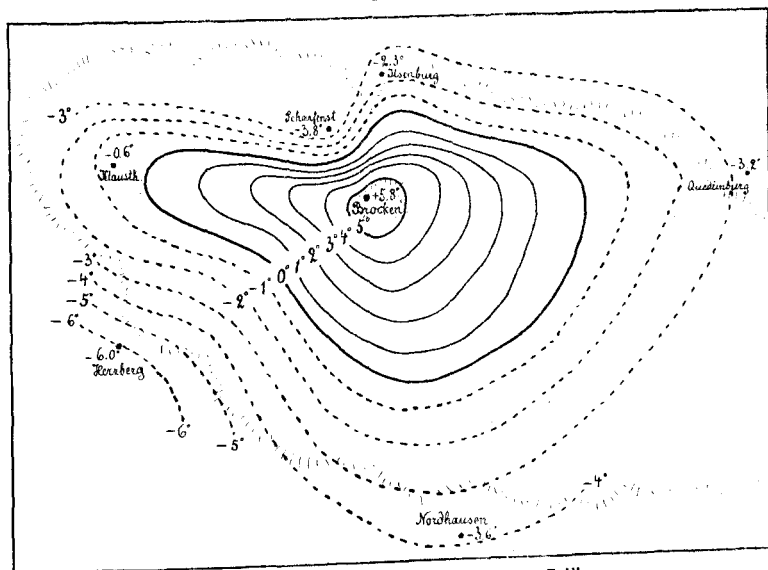 -2.3°
Ilsenburg
-3°
Scharfenst.
-3.8°
-0.6°
Klausth.
-3.2°
Quedlinburg
+5.8°
Brocken
-2° -1° 0° 1° 2° 3° 4° 5°
-3°
-4°
-5°
-6°
-6.0°
Herzberg
-6°
-5°
-4°
Nordhausen
-3.6°